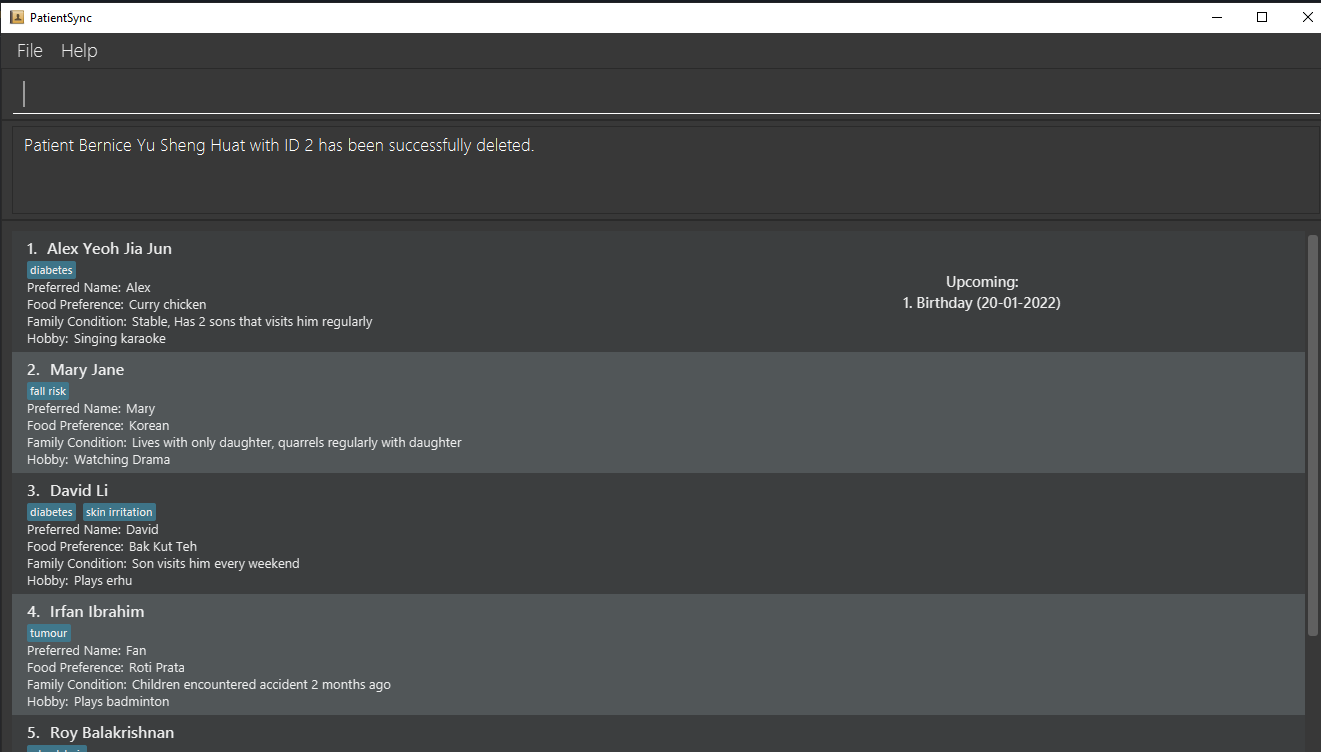 PatientSync
File Help
Patient Bernice Yu Sheng Huat with ID 2 has been successfully deleted.
1. Alex Yeoh Jia Jun
diabetes
Preferred Name: Alex
Food Preference: Curry chicken
Family Condition: Stable, Has 2 sons that visits him regularly
Hobby: Singing karaoke
Upcoming:
1. Birthday (20-01-2022)
2. Mary Jane
fall risk
Preferred Name: Mary
Food Preference: Korean
Family Condition: Lives with only daughter, quarrels regularly with daughter
Hobby: Watching Drama
3. David Li
diabetes skin irritation
Preferred Name: David
Food Preference: Bak Kut Teh
Family Condition: Son visits him every weekend
Hobby: Plays erhu
4. Irfan Ibrahim
tumour
Preferred Name: Fan
Food Preference: Roti Prata
Family Condition: Children encountered accident 2 months ago
Hobby: Plays badminton
5. Roy Balakrishnan